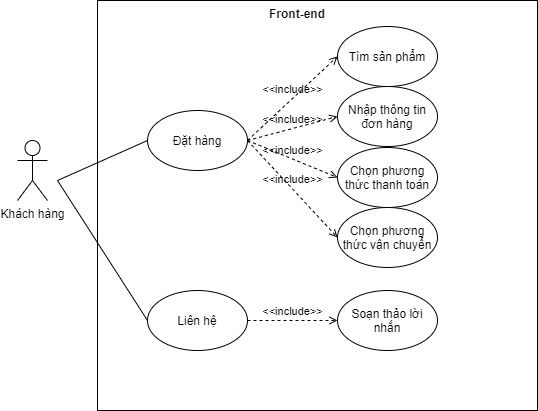 Front-end
Tìm sản phẩm
<<include>>
Nhập thông tin
đơn hàng
<<include>>
Đặt hàng
<<include>>
Chọn phương
thức thanh toán
<<include>>
Khách hàng
Chọn phương
thức vận chuyển
Liên hệ
<<include>>
Soạn thảo lời
nhắn